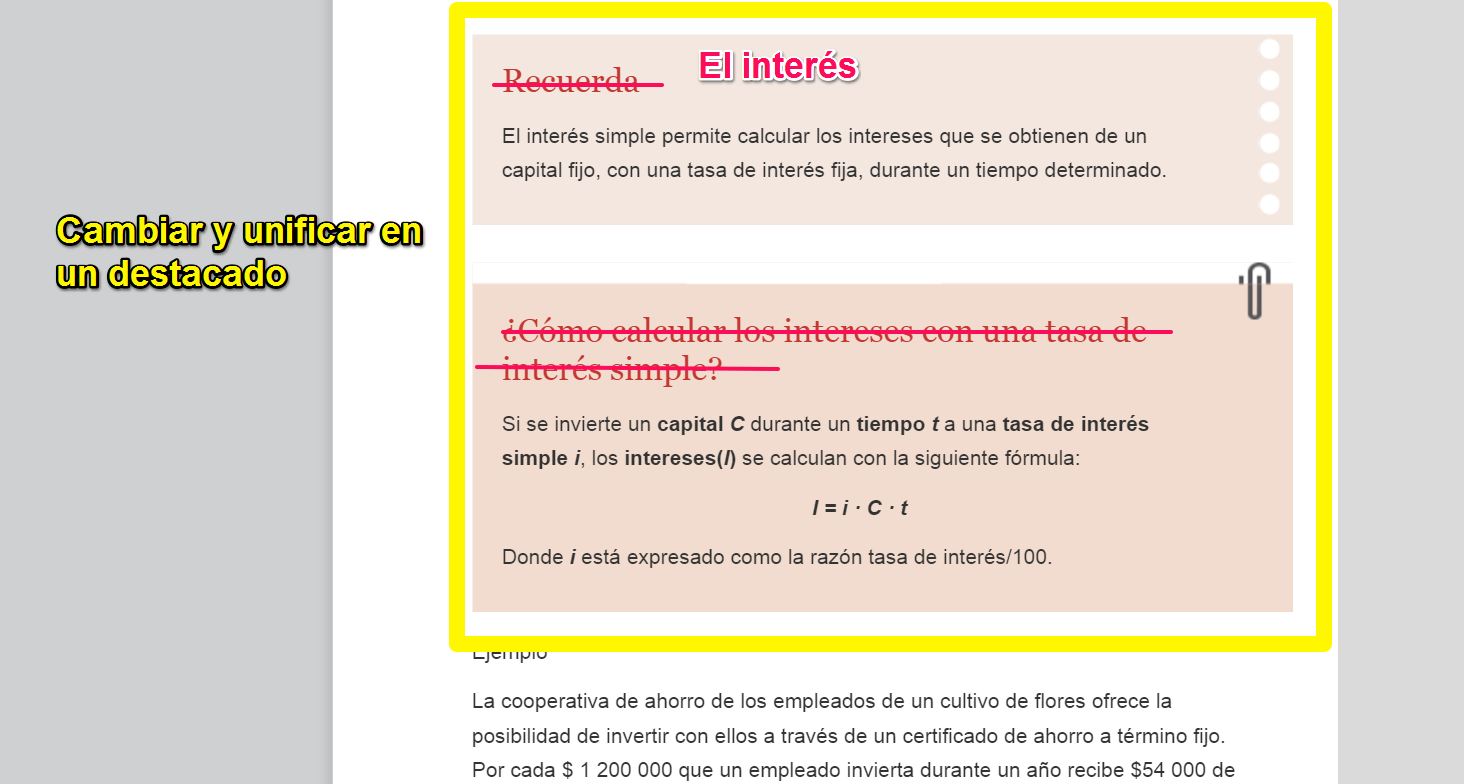 Recuerda
El interés
El interés simple permite calcular los intereses que se obtienen de un
capital fijo, con una tasa de interés fija, durante un tiempo determinado.
Cambiar y unificar en
un destacado
¿Cómo calcular los intereses con una tasa de
interés simple?
Si se invierte un capital C durante un tiempo t a una tasa de interés
simple i, los intereses(I) se calculan con la siguiente fórmula:
I = i · C · t
Donde i está expresado como la razón tasa de interés/100.
Ejemplo
La cooperativa de ahorro de los empleados de un cultivo de flores ofrece la
posibilidad de invertir con ellos a través de un certificado de ahorro a término fijo.
Por cada $ 1 200 000 que un empleado invierta durante un año recibe $54 000 de